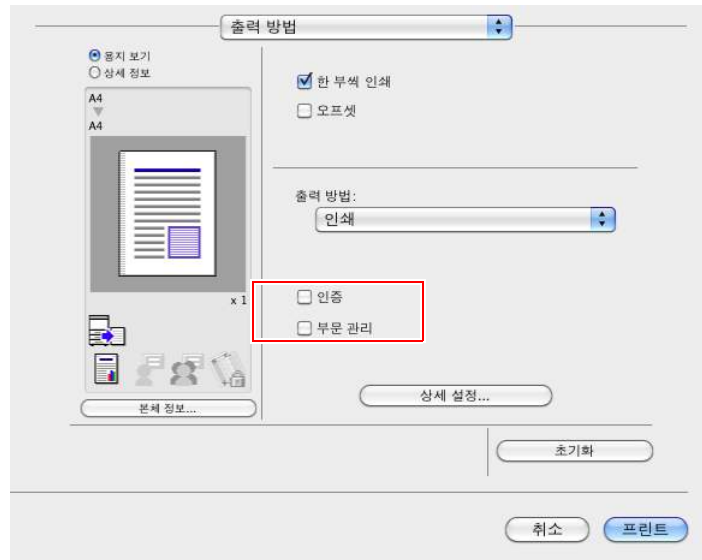 출력 방법
용지 보기
상세 정보
A4
A4
x 1
본체 정보...
한 부씩 인쇄
오프셋
출력 방법:
인쇄
인증
부문 관리
상세 설정...
초기화
취소
프린트